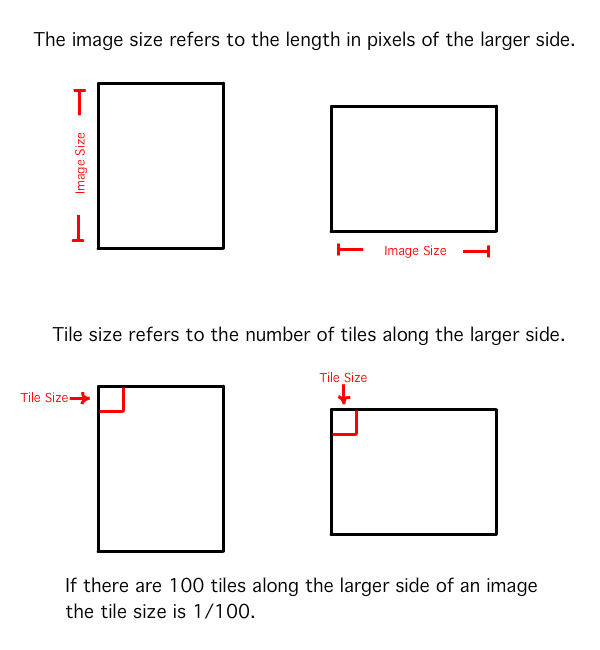 The image size refers to the length in pixels of the larger side.
Image Size
Image Size
Tile size refers to the number of tiles along the larger side.
Tile Size
Tile Size
If there are 100 tiles along the larger side of an image
the tile size is 1/100.